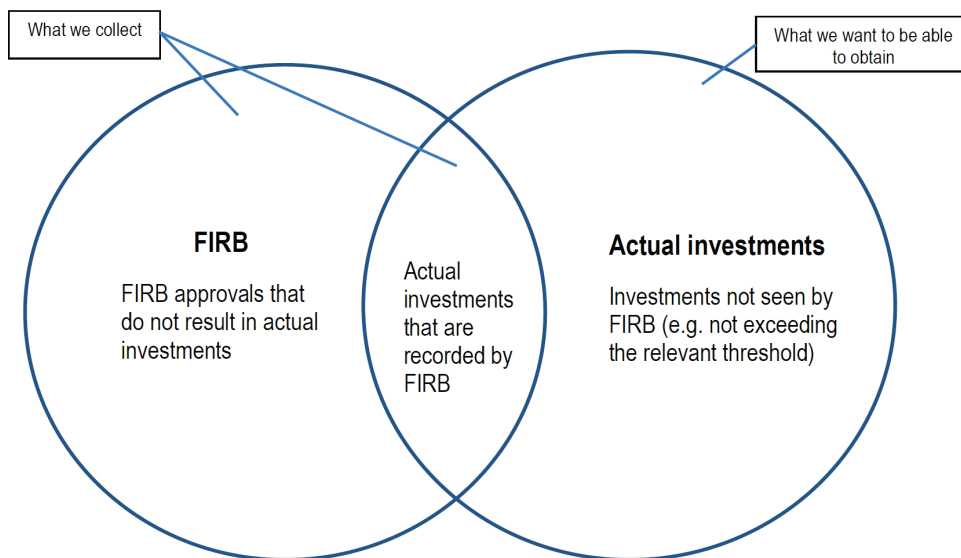 What we collect
What we want to be able
to obtain
FIRB
FIRB approvals that
do not result in actual
investments
Actual
investments
that are
recorded by
FIRB
Actual investments
Investments not seen by
FIRB (e.g. not exceeding
the relevant threshold)